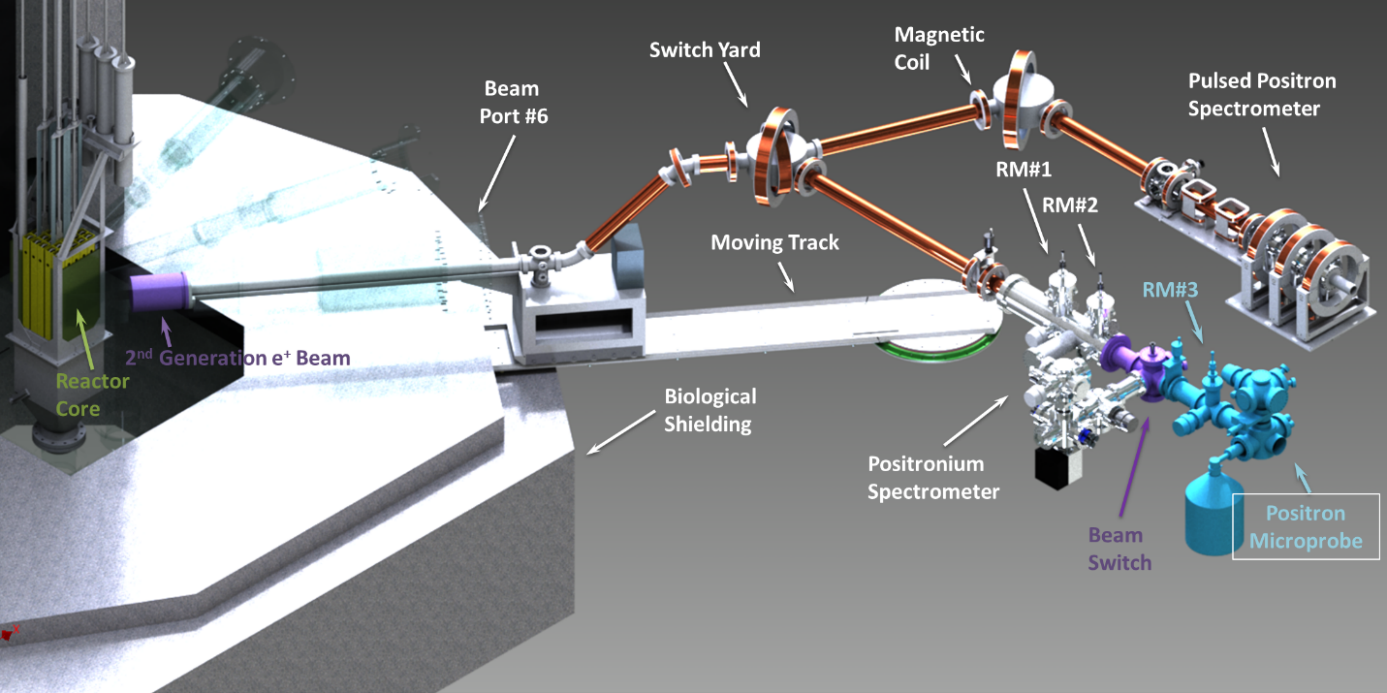 Switch Yard
Magnetic
Coil
Beam
Port #6
Pulsed Positron
Spectrometer
RM#1
RM#2
Moving Track
RM#3
2nd Generation e+ Beam
Reactor
Core
Biological
Shielding
Positronium
Spectrometer
Beam
Switch
Positron
Microprobe
x